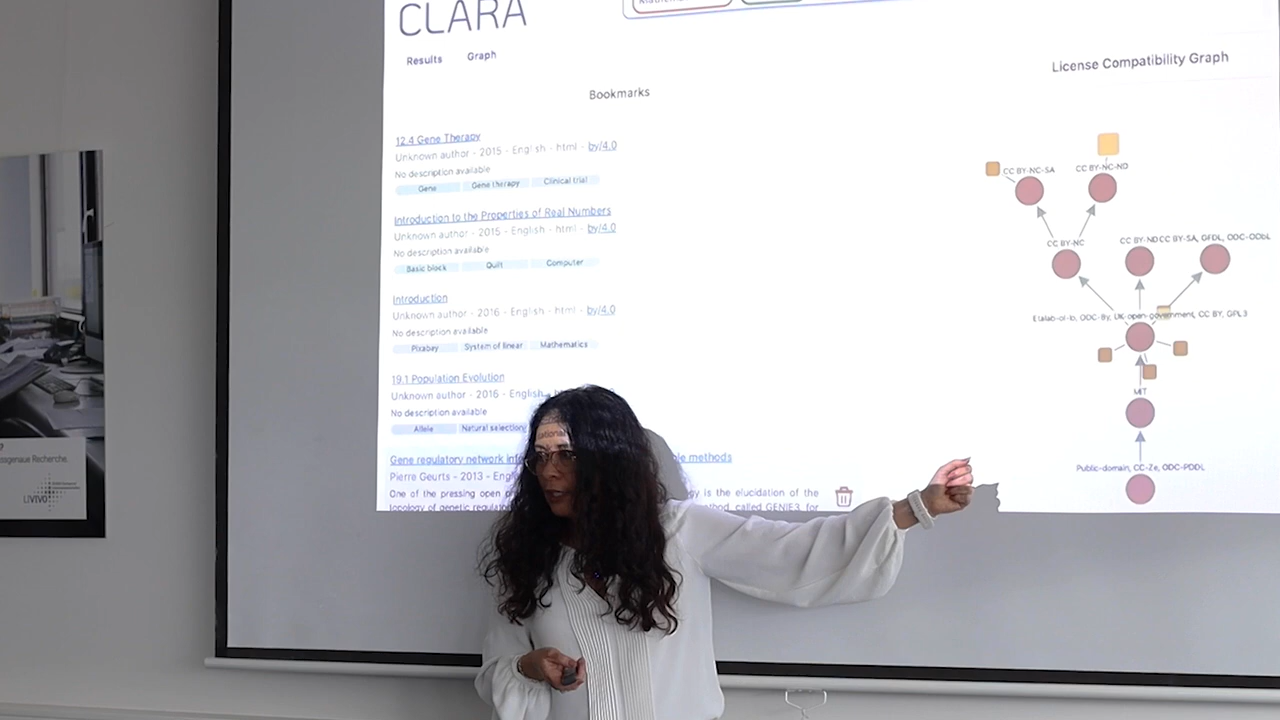 CLARA
Results Graph
Bookmarks
12.4 Gene Therapy
Unknown author - 2015 - English - html - by/4.0
No description available
Gene Gene therapy Clinical trial
Introduction to the Properties of Real Numbers
Unknown author - 2015 - English - html - by/4.0
No description available
Basic block Quilt Computer
Introduction
Unknown author - 2016 - English - html - by/4.0
No description available
Pixabay System of linear Mathematics
19.1 Population Evolution
Unknown author - 2016 - English
No description available
Allele Natural selection
Gene regulatory network methods
Pierre Geurts - 2013
One of the pressing open is the elucidation of the
topology of genetic called GENIE3, for
License Compatibility Graph
CC BY-NC-SA CC BY-NC-ND
CC BY-NC CC BY-ND CC BY-SA, GFDL, ODC-ODbL
Etalab-ol-lo, ODC-By, UK-open-government, CC BY, GPL3
MIT
Public-domain, CC-Ze, ODC-PDDL
Recherche.
LIVIVO